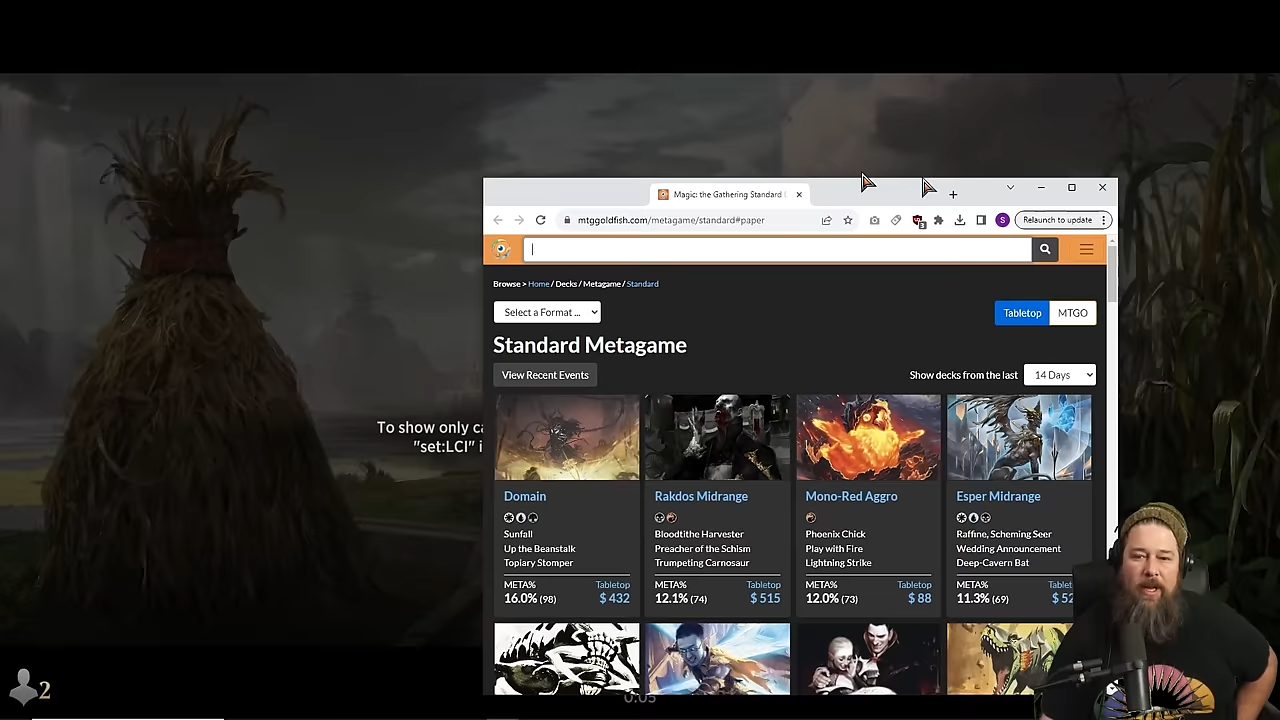 Magic: the Gathering Standard
mtggoldfish.com/metagame/standard#paper
S
Relaunch to update
Browse > Home / Decks / Metagame / Standard
Select a Format ...
Tabletop
MTGO
Standard Metagame
View Recent Events
Show decks from the last
14 Days
To show only ca
"set:LCI" i
Domain
Sunfall
Up the Beanstalk
Topiary Stomper
META%
Tabletop
16.0% (98)
$ 432
Rakdos Midrange
Bloodtithe Harvester
Preacher of the Schism
Trumpeting Carnosaur
META%
Tabletop
12.1% (74)
$ 515
Mono-Red Aggro
Phoenix Chick
Play with Fire
Lightning Strike
META%
Tabletop
12.0% (73)
$ 88
Esper Midrange
Raffine, Scheming Seer
Wedding Announcement
Deep-Cavern Bat
META%
Tablet
11.3% (69)
$ 52
2
0:05